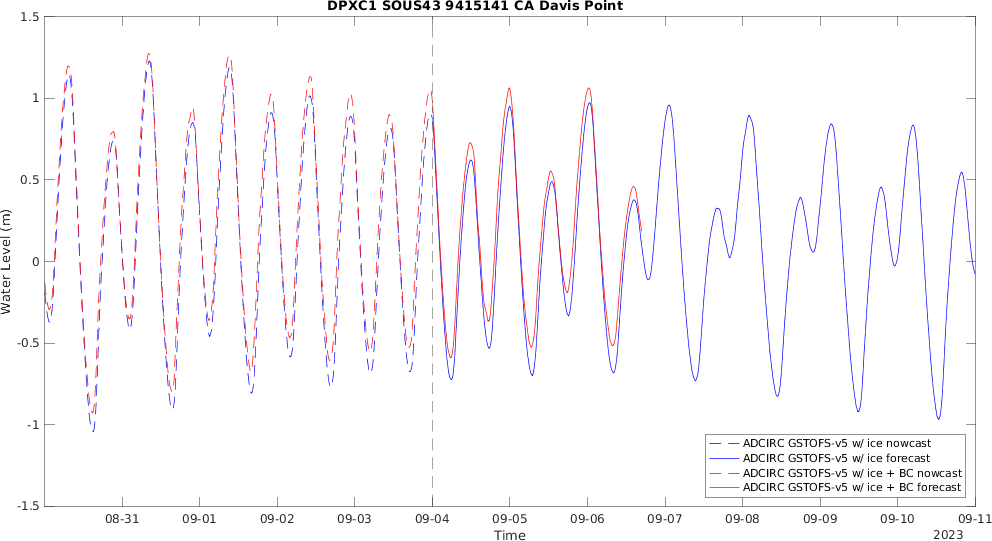 DPXC1 SOUS43 9415141 CA Davis Point
1.5
1
0.5
0
-0.5
-1
-1.5
Water Level (m)
ADCIRC GSTOFS-v5 w/ ice nowcast
ADCIRC GSTOFS-v5 w/ ice forecast
ADCIRC GSTOFS-v5 w/ ice + BC nowcast
ADCIRC GSTOFS-v5 w/ ice + BC forecast
08-31 09-01 09-02 09-03 09-04 09-05 09-06 09-07 09-08 09-09 09-10 09-11
Time
2023